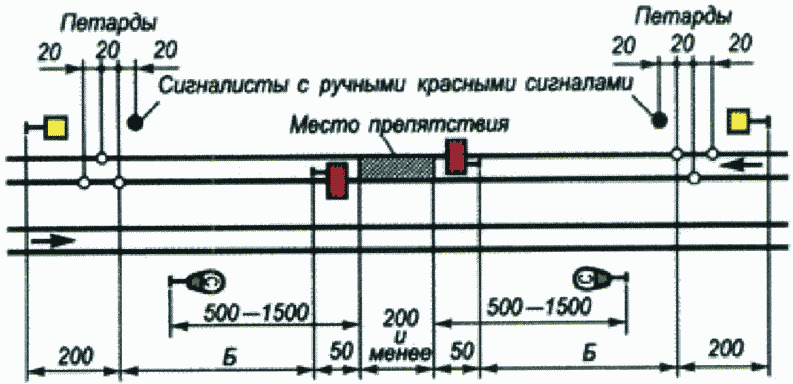 Петарды Петарды
20 20 20 20 20 20
Сигналисты с ручными красными сигналами
Место препятствия
С С
500—1500 200 и менее 500—1500
200 Б 50 50 Б 200